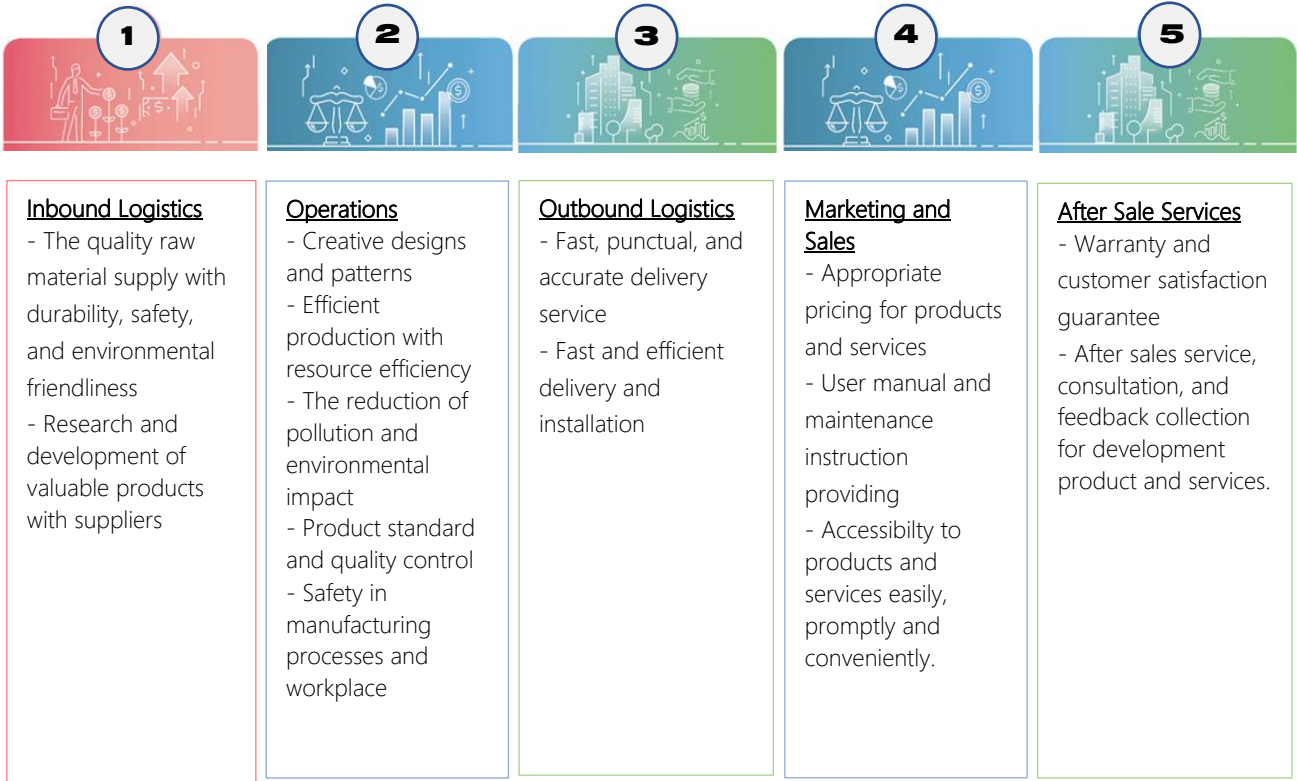 1
2
3
4
5
Inbound Logistics
- The quality raw
material supply with
durability, safety,
and environmental
friendliness
- Research and
development of
valuable products
with suppliers
Operations
- Creative designs
and patterns
- Efficient
production with
resource efficiency
- The reduction of
pollution and
environmental
impact
- Product standard
and quality control
- Safety in
manufacturing
processes and
workplace
Outbound Logistics
- Fast, punctual, and
accurate delivery
service
- Fast and efficient
delivery and
installation
Marketing and
Sales
- Appropriate
pricing for products
and services
- User manual and
maintenance
instruction
providing
- Accessibilty to
products and
services easily,
promptly and
conveniently.
After Sale Services
- Warranty and
customer satisfaction
guarantee
- After sales service,
consultation, and
feedback collection
for development
product and services.